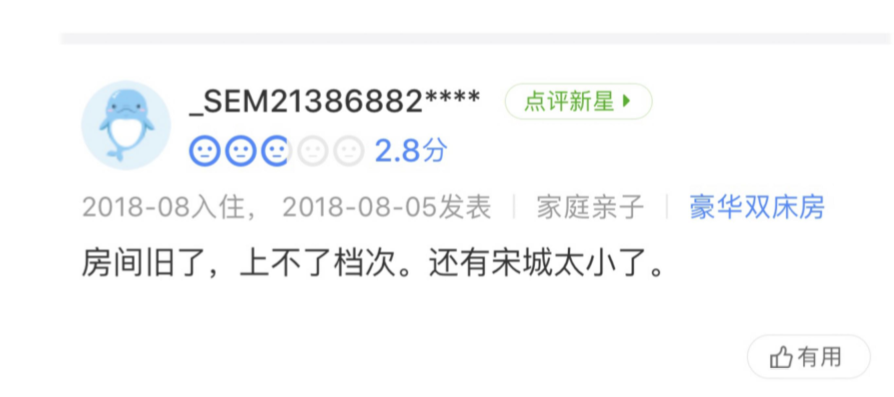 _SEM21386882****
点评新星
2.8分
2018-08入住， 2018-08-05发表 | 家庭亲子 | 豪华双床房
房间旧了，上不了档次。还有宋城太小了。
有用